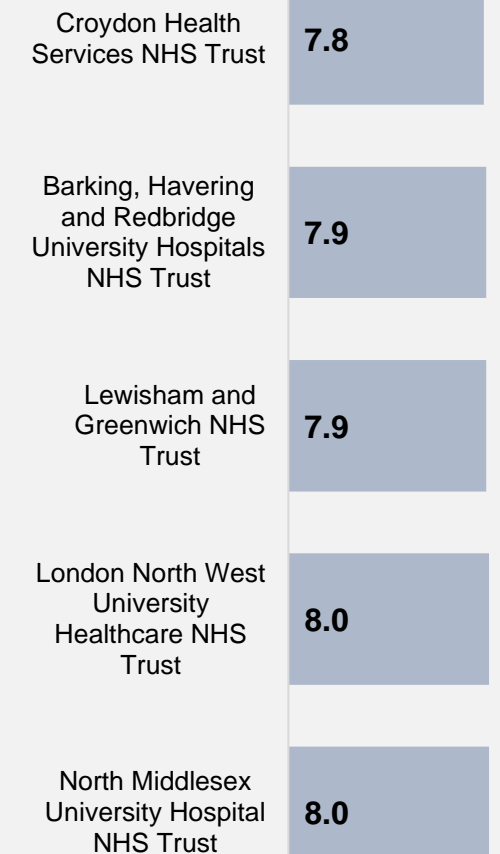 Croydon Health
Services NHS Trust
7.8
Barking, Havering
and Redbridge
University Hospitals
NHS Trust
7.9
Lewisham and
Greenwich NHS
Trust
7.9
London North West
University
Healthcare NHS
Trust
8.0
North Middlesex
University Hospital
NHS Trust
8.0